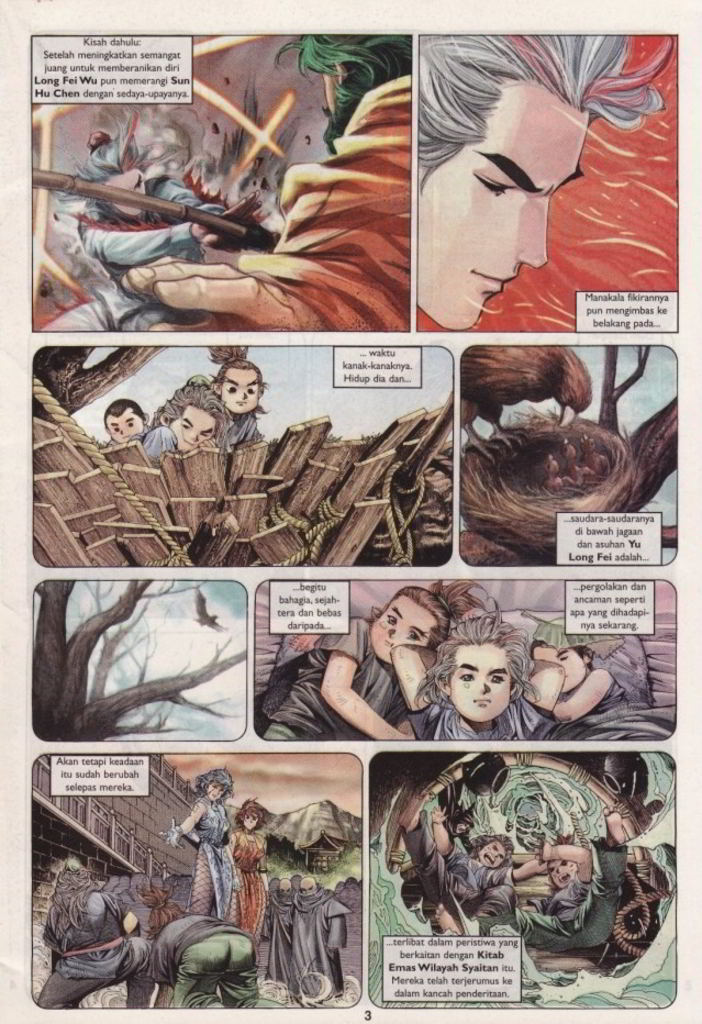 Kisah dahulu:
Setelah meningkatkan semangat
juang untuk memberanikan diri
Long Fei Wu pun memerangi Sun
Hu Chen dengan sedaya-upayanya.
Manakala fikirannya
pun mengimbas ke
belakang pada...
... waktu
kanak-kanaknya.
Hidup dia dan...
...saudara-saudaranya
di bawah jagaan
dan asuhan Yu
Long Fei adalah...
...begitu
bahagia, sejah-
tera dan bebas
daripada...
...pergolakan dan
ancaman seperti
apa yang dihadapi-
nya sekarang.
Akan tetapi keadaan
itu sudah berubah
selepas mereka.
...terlibat dalam peristiwa yang
berkaitan dengan Kitab
Emas Wilayah Syaitan itu.
Mereka telah terjerumus ke
dalam kancah penderitaan.
3